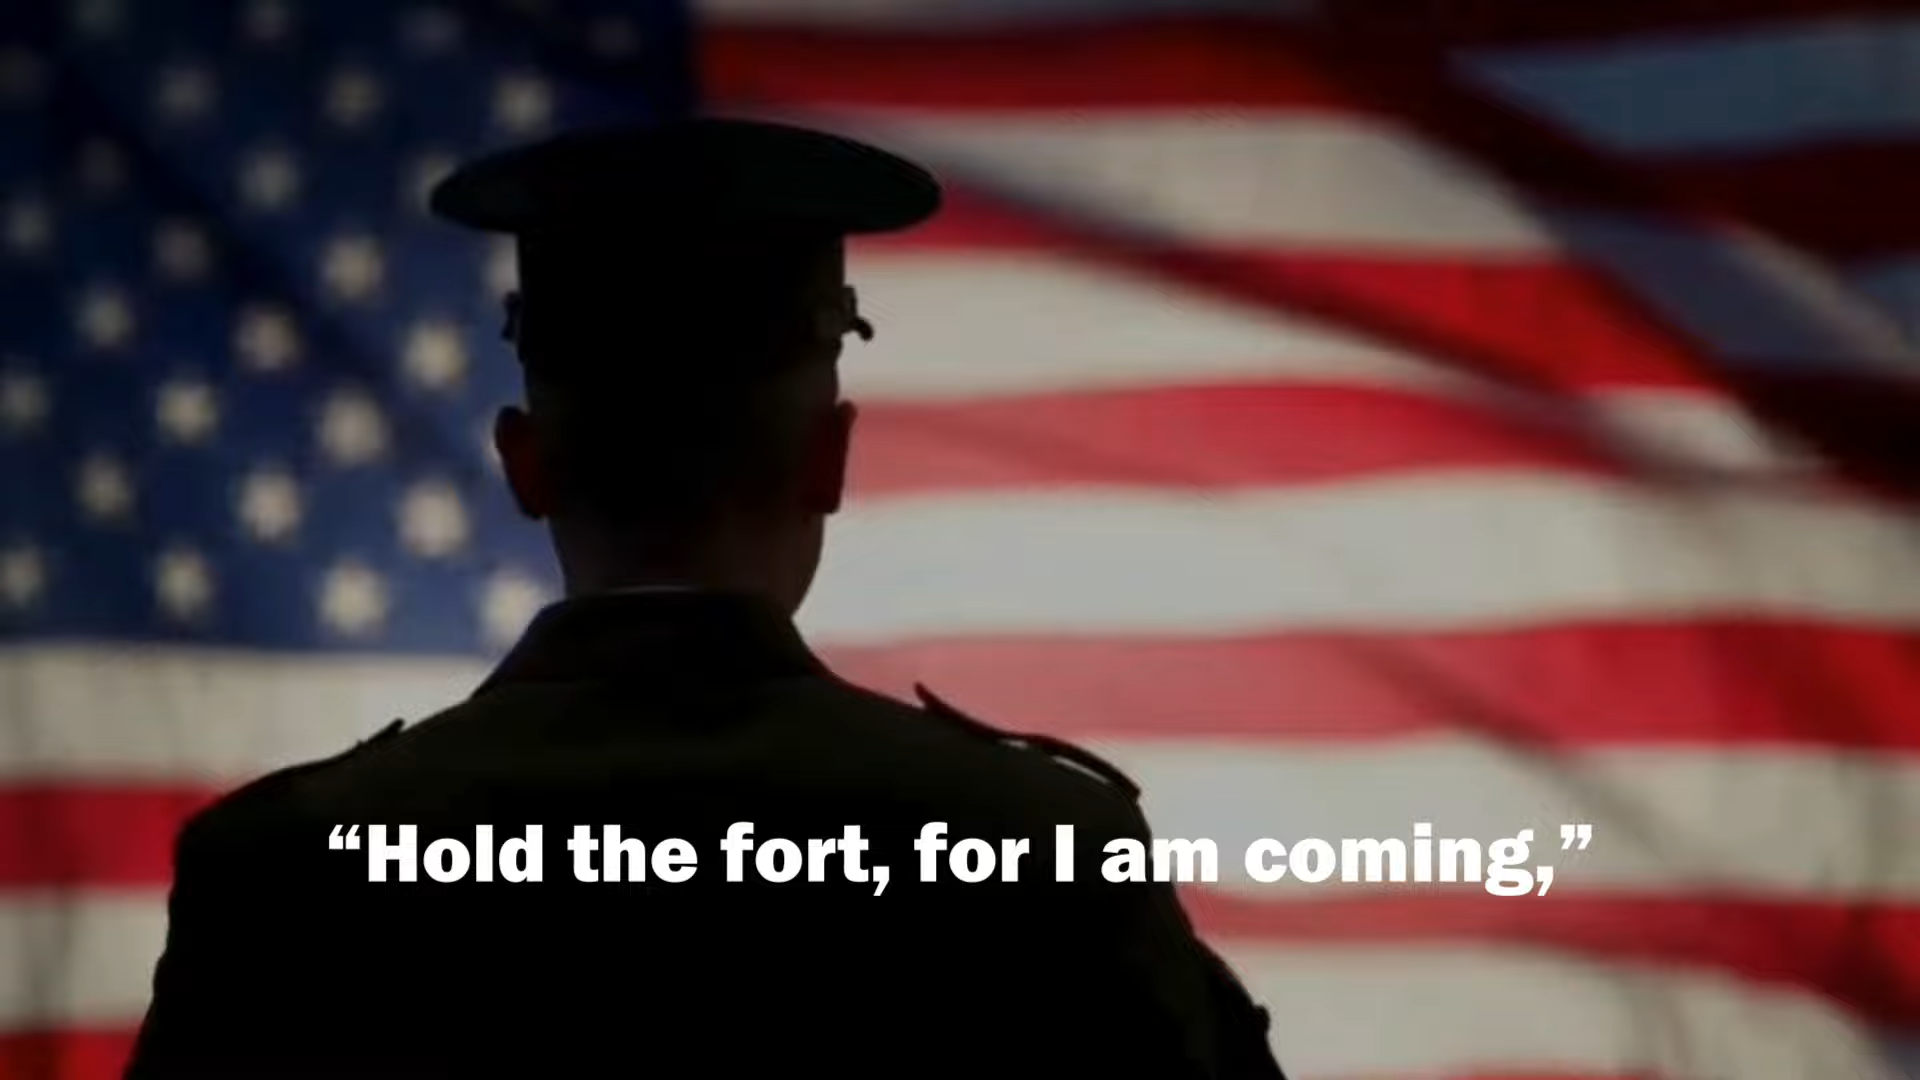 “Hold the fort, for I am coming,”